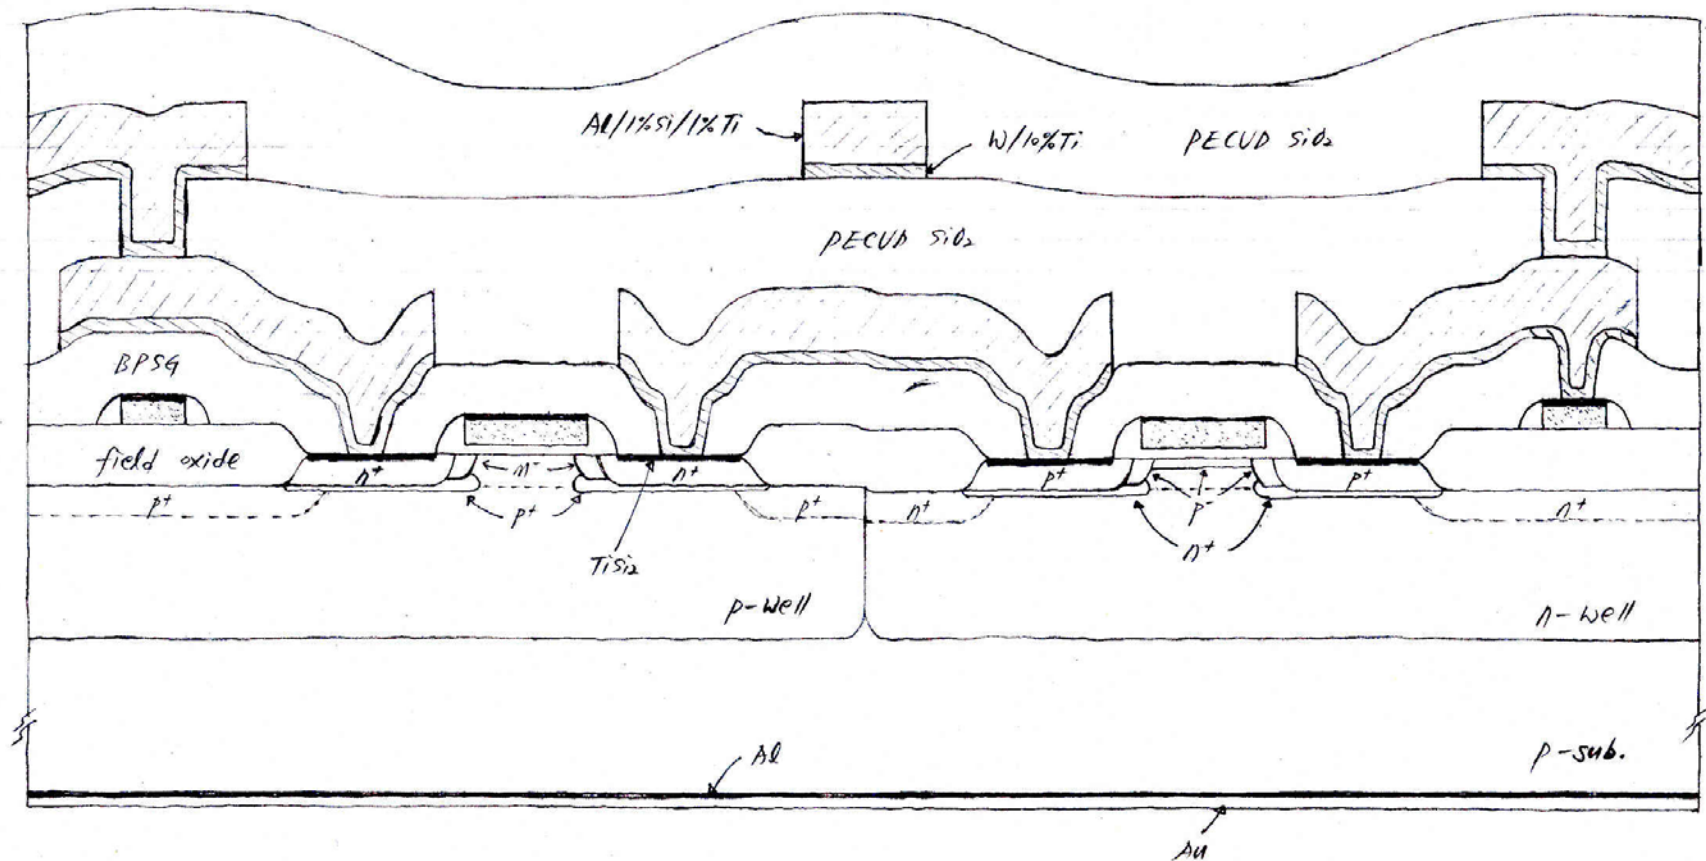 Al/1%Si/1%Ti
W/10%Ti
PECVD SiO₂
PECVD SiO₂
BPSG
field oxide
n⁺
n⁻
n⁺
p⁺
p⁺
p⁻
p⁺
p⁺
p⁺
p⁺
n⁺
n⁺
n⁺
TiSi₂
p-well
n-well
p-sub.
Al
Au